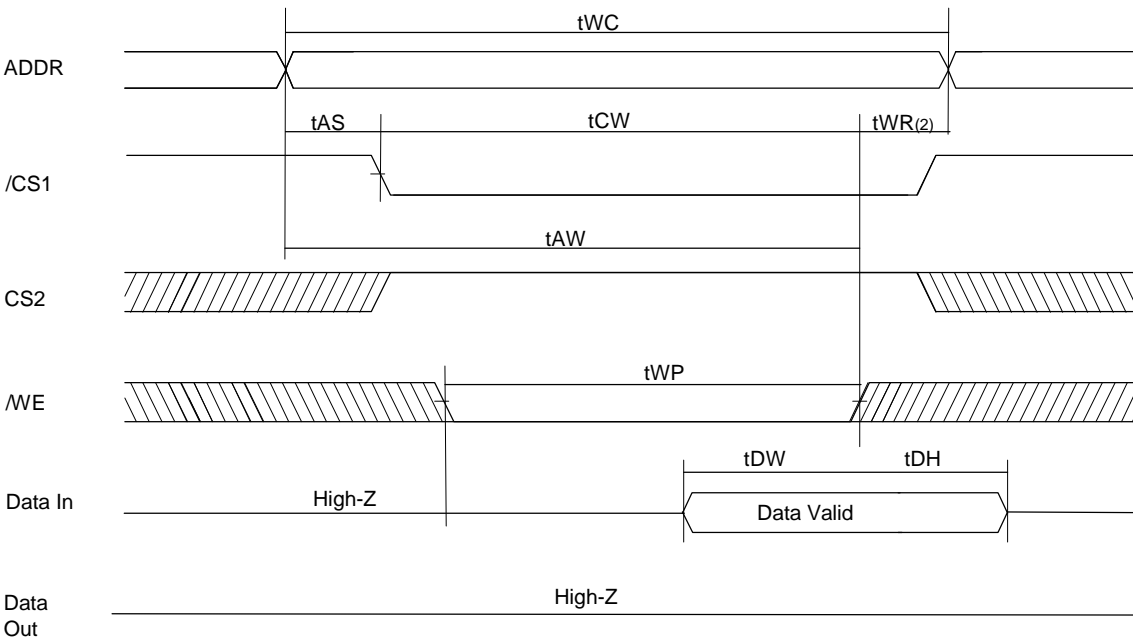 tWC
ADDR
tAS
tCW
tWR(2)
/CS1
tAW
CS2
tWP
/WE
tDW
tDH
Data In
High-Z
Data Valid
Data
Out
High-Z